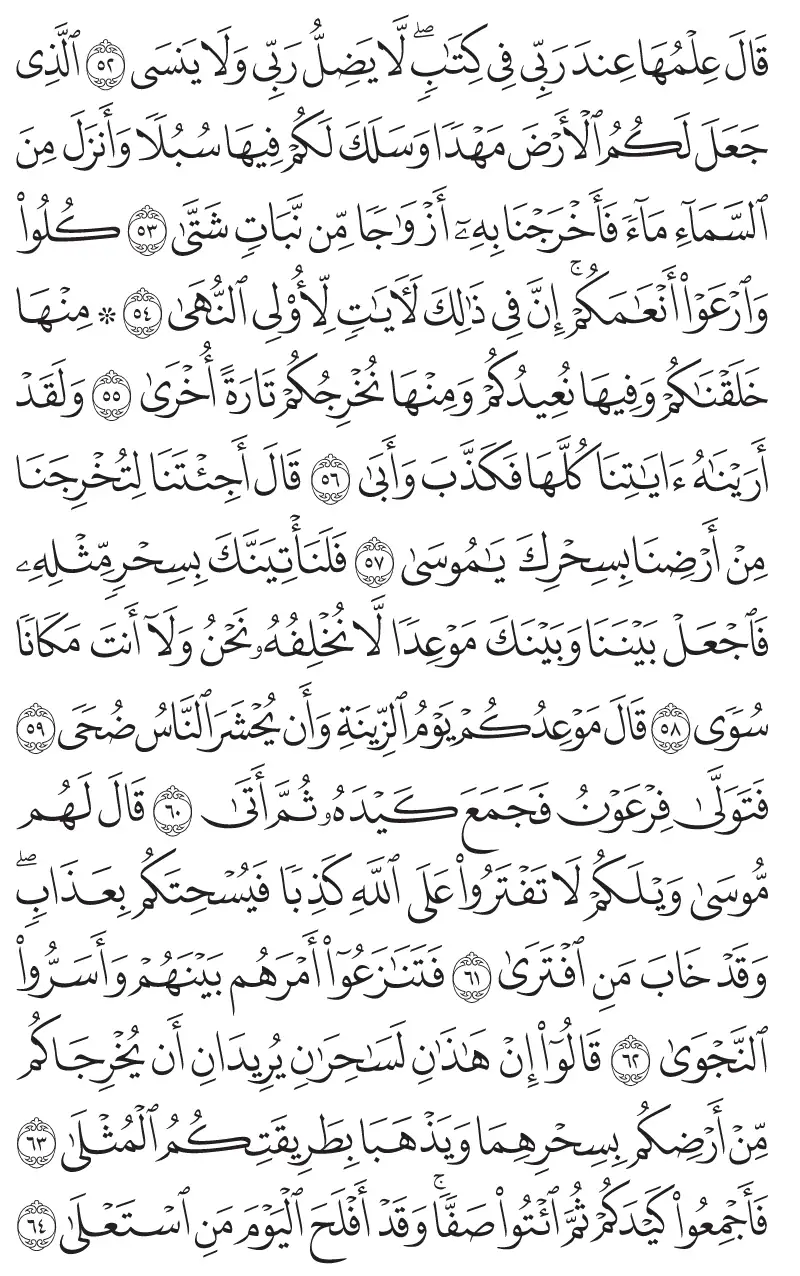 قَالَ عِلْمُهَا عِندَ رَبِّي فِي كِتَٰبٖۖ لَّا يَضِلُّ رَبِّي وَلَا يَنسَى ٥٢ ٱلَّذِي
جَعَلَ لَكُمُ ٱلْأَرْضَ مَهْدٗا وَسَلَكَ لَكُمْ فِيهَا سُبُلٗا وَأَنزَلَ مِنَ
ٱلسَّمَآءِ مَآءٗ فَأَخْرَجْنَا بِهِۦٓ أَزْوَٰجٗا مِّن نَّبَاتٖ شَتَّىٰ ٥٣ كُلُواْ
وَٱرْعَوْاْ أَنْعَٰمَكُمْۚ إِنَّ فِي ذَٰلِكَ لَأٓيَٰتٖ لِّأُوْلِي ٱلنُّهَىٰ ٥٤ * مِنْهَا
خَلَقْنَٰكُمْ وَفِيهَا نُعِيدُكُمْ وَمِنْهَا نُخْرِجُكُمْ تَارَةً أُخْرَىٰ ٥٥ وَلَقَدْ
أَرَيْنَٰهُ ءَايَٰتِنَا كُلَّهَا فَكَذَّبَ وَأَبَىٰ ٥٦ قَالَ أَجِئْتَنَا لِتُخْرِجَنَا
مِنْ أَرْضِنَا بِسِحْرِكَ يَٰمُوسَىٰ ٥٧ فَلَنَأْتِيَنَّكَ بِسِحْرٖ مِّثْلِهِۦ
فَٱجْعَلْ بَيْنَنَا وَبَيْنَكَ مَوْعِدٗا لَّا نُخْلِفُهُۥ نَحْنُ وَلَآ أَنتَ مَكَانٗا
سُوٗى ٥٨ قَالَ مَوْعِدُكُمْ يَوْمُ ٱلزِّينَةِ وَأَن يُحْشَرَ ٱلنَّاسُ ضُحٗى ٥٩
فَتَوَلَّىٰ فِرْعَوْنُ فَجَمَعَ كَيْدَهُۥ ثُمَّ أَتَىٰ ٦٠ قَالَ لَهُم
مُّوسَىٰ وَيْلَكُمْ لَا تَفْتَرُواْ عَلَى ٱللَّهِ كَذِبٗا فَيُسْحِتَكُم بِعَذَابٖۖ
وَقَدْ خَابَ مَنِ ٱفْتَرَىٰ ٦١ فَتَنَٰزَعُوٓاْ أَمْرَهُم بَيْنَهُمْ وَأَسَرُّواْ
ٱلنَّجْوَىٰ ٦٢ قَالُوٓاْ إِنْ هَٰذَٰنِ لَسَٰحِرَٰنِ يُرِيدَانِ أَن يُخْرِجَاكُم
مِّنْ أَرْضِكُم بِسِحْرِهِمَا وَيَذْهَبَا بِطَرِيقَتِكُمُ ٱلْمُثْلَىٰ ٦٣
فَأَجْمِعُواْ كَيْدَكُمْ ثُمَّ ٱئْتُواْ صَفّٗاۚ وَقَدْ أَفْلَحَ ٱلْيَوْمَ مَنِ ٱسْتَعْلَىٰ ٦٤